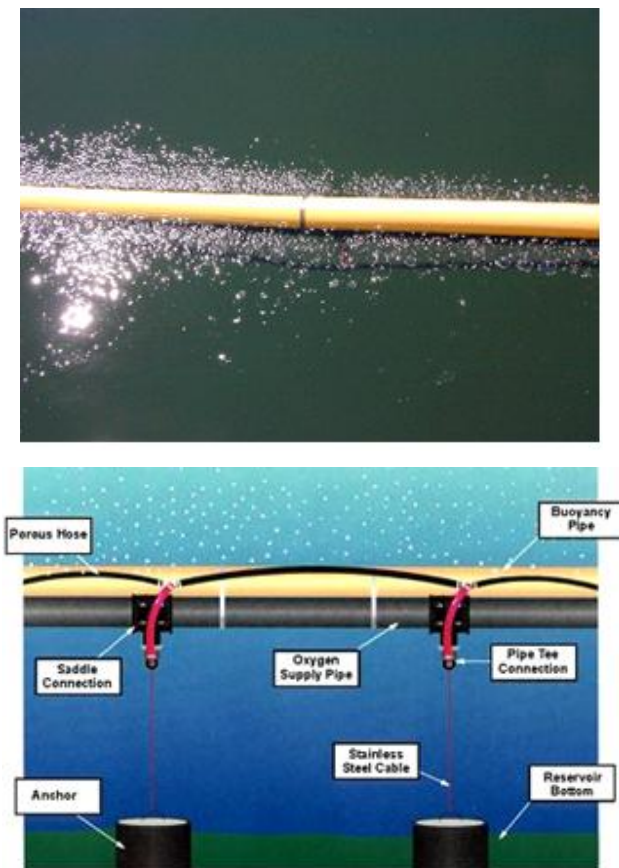 Porous Hose
Buoyancy
Pipe
Saddle
Connection
Oxygen
Supply Pipe
Pipe Tee
Connection
Stainless
Steel Cable
Anchor
Reservoir
Bottom